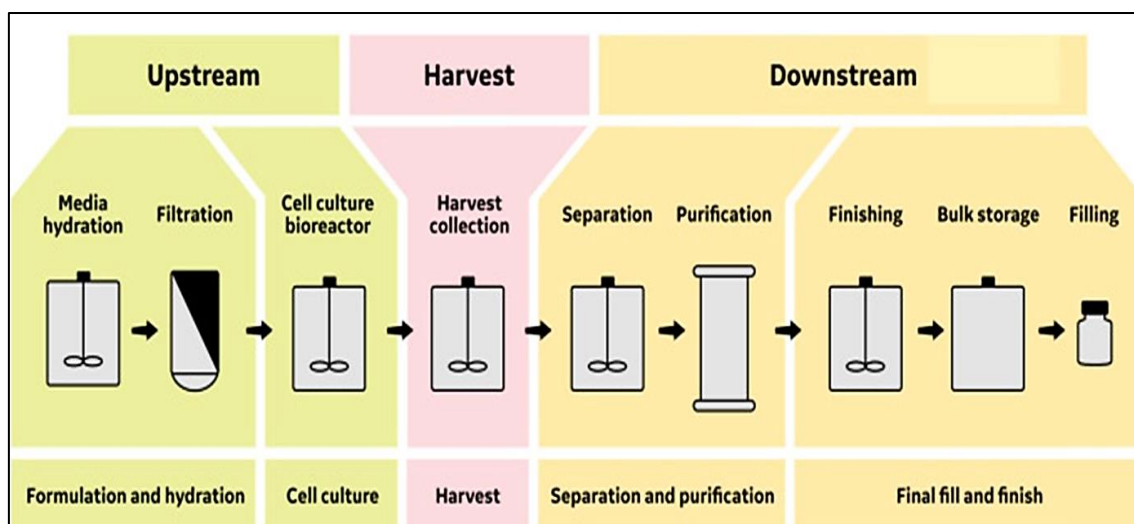 Upstream
Harvest
Downstream
Media
hydration
Filtration
Cell culture
bioreactor
Harvest
collection
Separation
Purification
Finishing
Bulk storage
Filling
Formulation and hydration
Cell culture
Harvest
Separation and purification
Final fill and finish